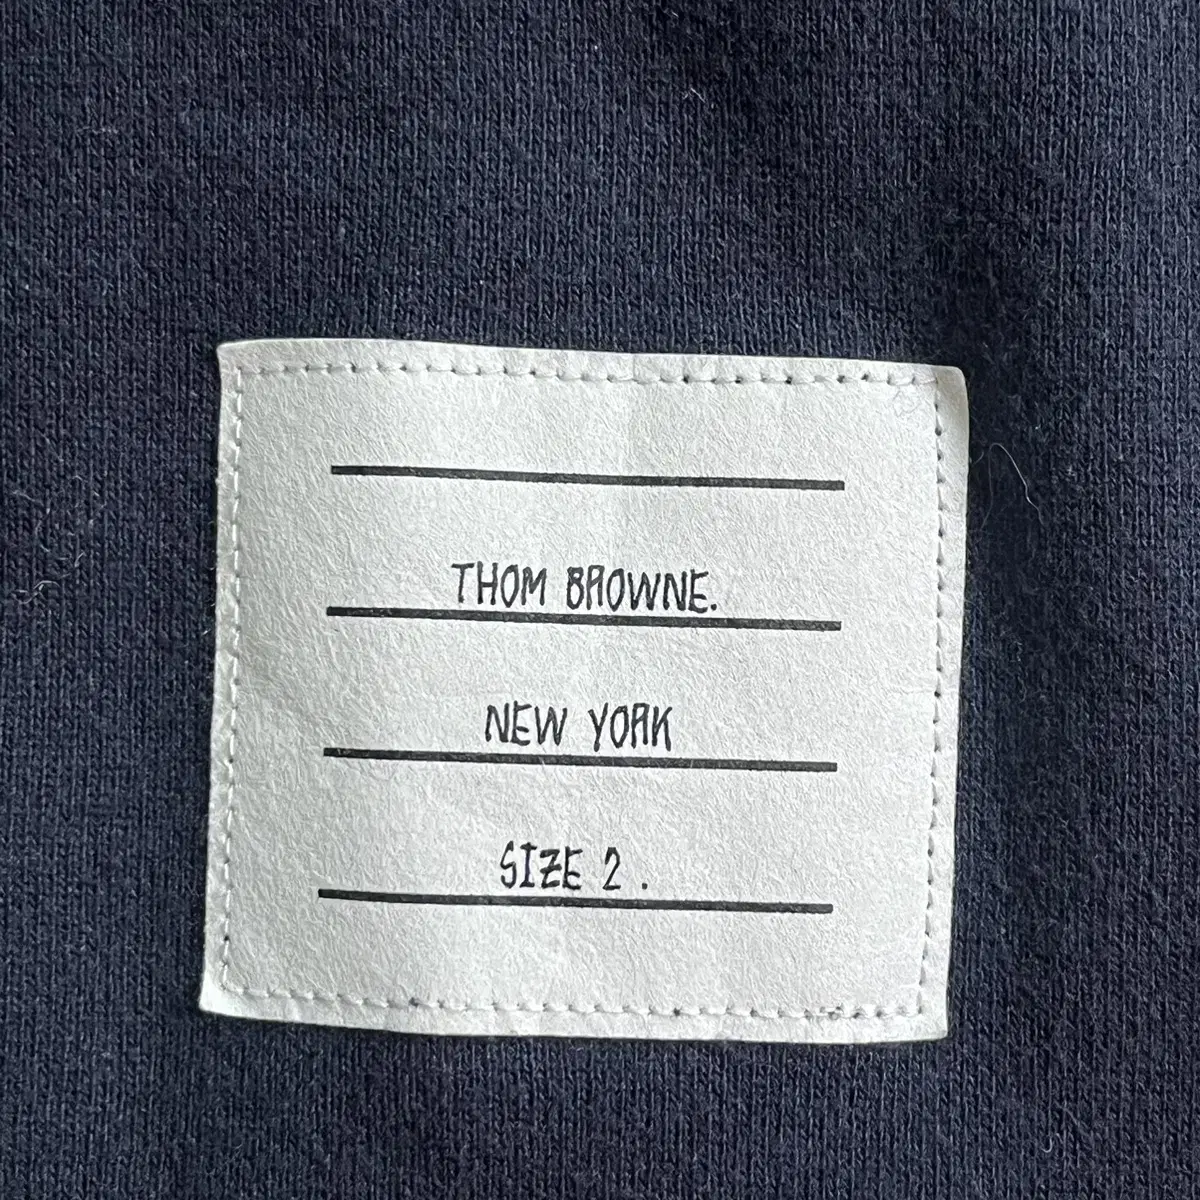 THOM BROWNE.
NEW YORK
SIZE 2 .